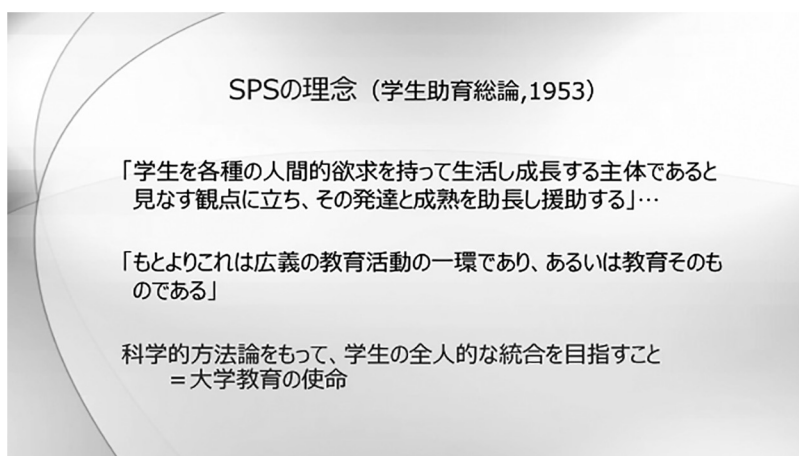 SPSの理念（学生助育総論,1953）
「学生を各種の人間的欲求を持って生活し成長する主体であると
見なす観点に立ち、その発達と成熟を助長し援助する」…
「もとよりこれは広義の教育活動の一環であり、あるいは教育そのも
のである」
科学的方法論をもって、学生の全人的な統合を目指すこと
＝大学教育の使命